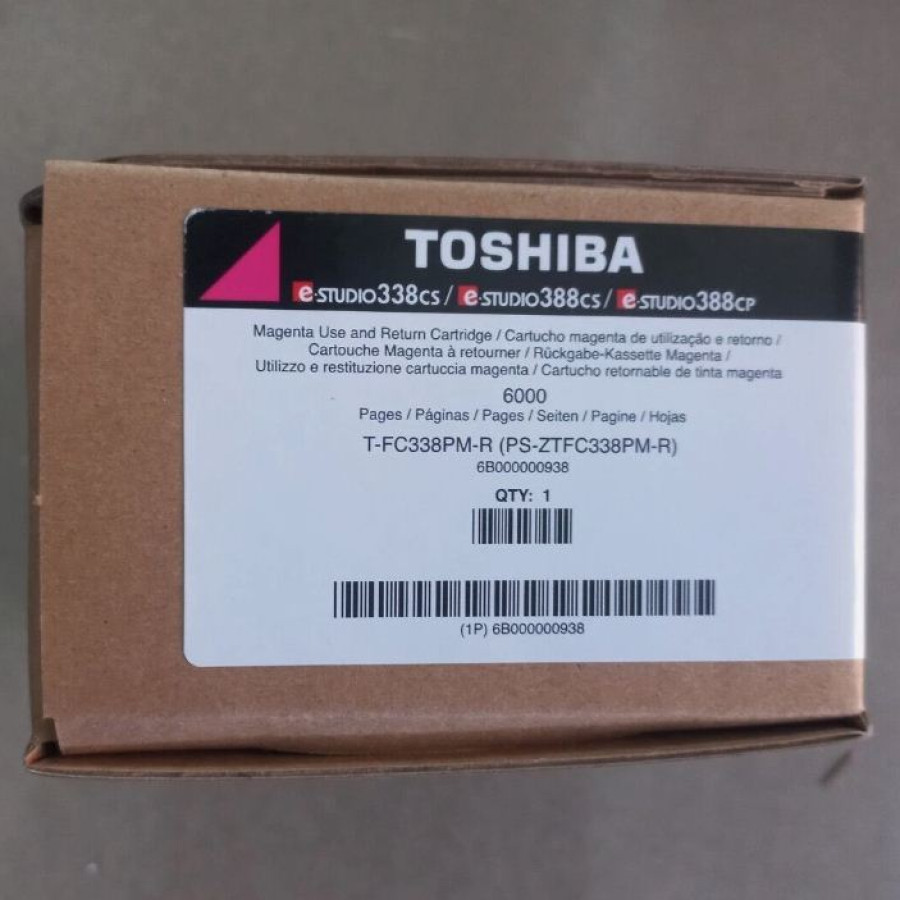 TOSHIBA
e-STUDIO338CS / e-STUDIO388CS / e-STUDIO388CP
Magenta Use and Return Cartridge / Cartucho magenta de utilização e retorno /
Cartouche Magenta à retourner / Rückgabe-Kassette Magenta /
Utilizzo e restituzione cartuccia magenta / Cartucho retornable de tinta magenta
6000
Pages / Páginas / Pages / Seiten / Pagine / Hojas
T-FC338PM-R (PS-ZTFC338PM-R)
6B000000938
QTY: 1
(1P) 6B000000938